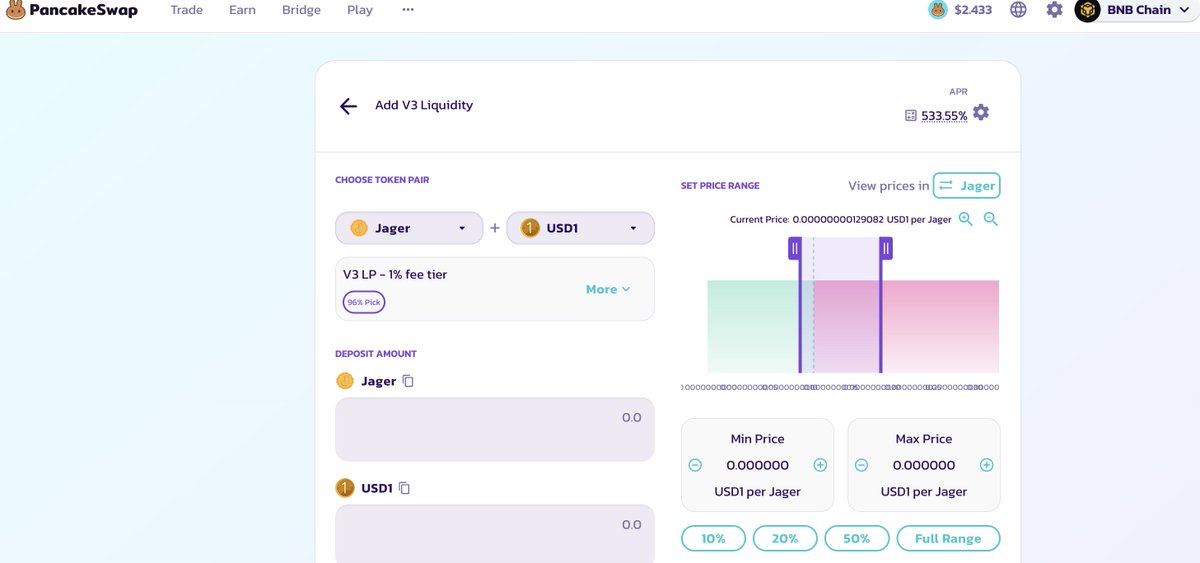 PancakeSwap Trade Earn Bridge Play ... $2.433 BNB Chain
Add V3 Liquidity
APR
533.55%
CHOOSE TOKEN PAIR
Jager + 1 USD1
V3 LP - 1% fee tier
96% Pick
More
DEPOSIT AMOUNT
Jager
0.0
1 USD1
0.0
SET PRICE RANGE
View prices in Jager
Current Price: 0.00000000129082 USD1 per Jager
Min Price
0.000000
USD1 per Jager
Max Price
0.000000
USD1 per Jager
10% 20% 50% Full Range